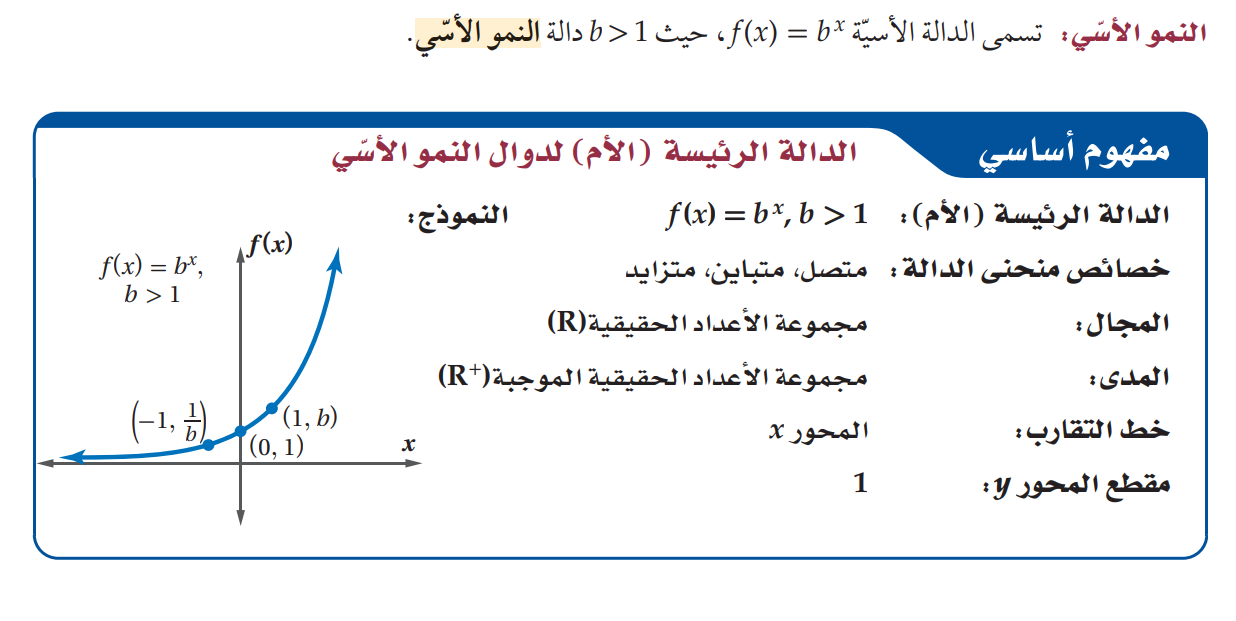 النمو الأسّي: تسمى الدالة الأسيّة f(x) = b^x، حيث b > 1 دالة النمو الأسّي.
مفهوم أساسي
الدالة الرئيسة (الأم) لدوال النمو الأسّي
الدالة الرئيسة (الأم): f(x) = b^x, b > 1
النموذج:
خصائص منحنى الدالة: متصل، متباين، متزايد
المجال: مجموعة الأعداد الحقيقية(R)
المدى: مجموعة الأعداد الحقيقية الموجبة(R⁺)
خط التقارب: المحور x
مقطع المحور y: 1
f(x)
f(x) = b^x,
b > 1
(−1, 1/b)
(1, b)
(0, 1)
x